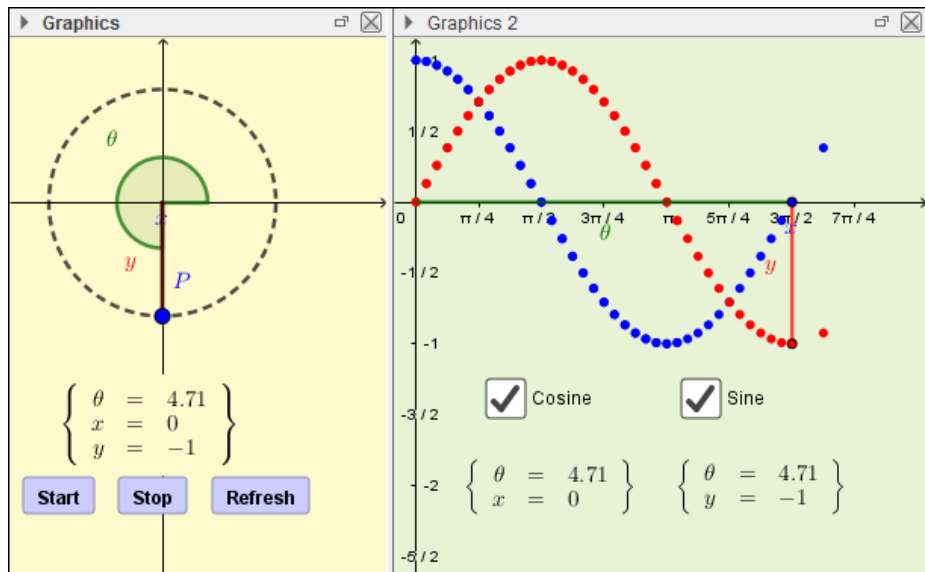 Graphics
θ
x
y
P
θ = 4.71
x = 0
y = −1
Start Stop Refresh
Graphics 2
1
1 / 2
0 π / 4 π / 2 3π / 4 π 5π / 4 3π / 2 7π / 4
θ
x
y
-1 / 2
-1
Cosine Sine
-3 / 2
θ = 4.71 θ = 4.71
x = 0 y = −1
-2
-5 / 2